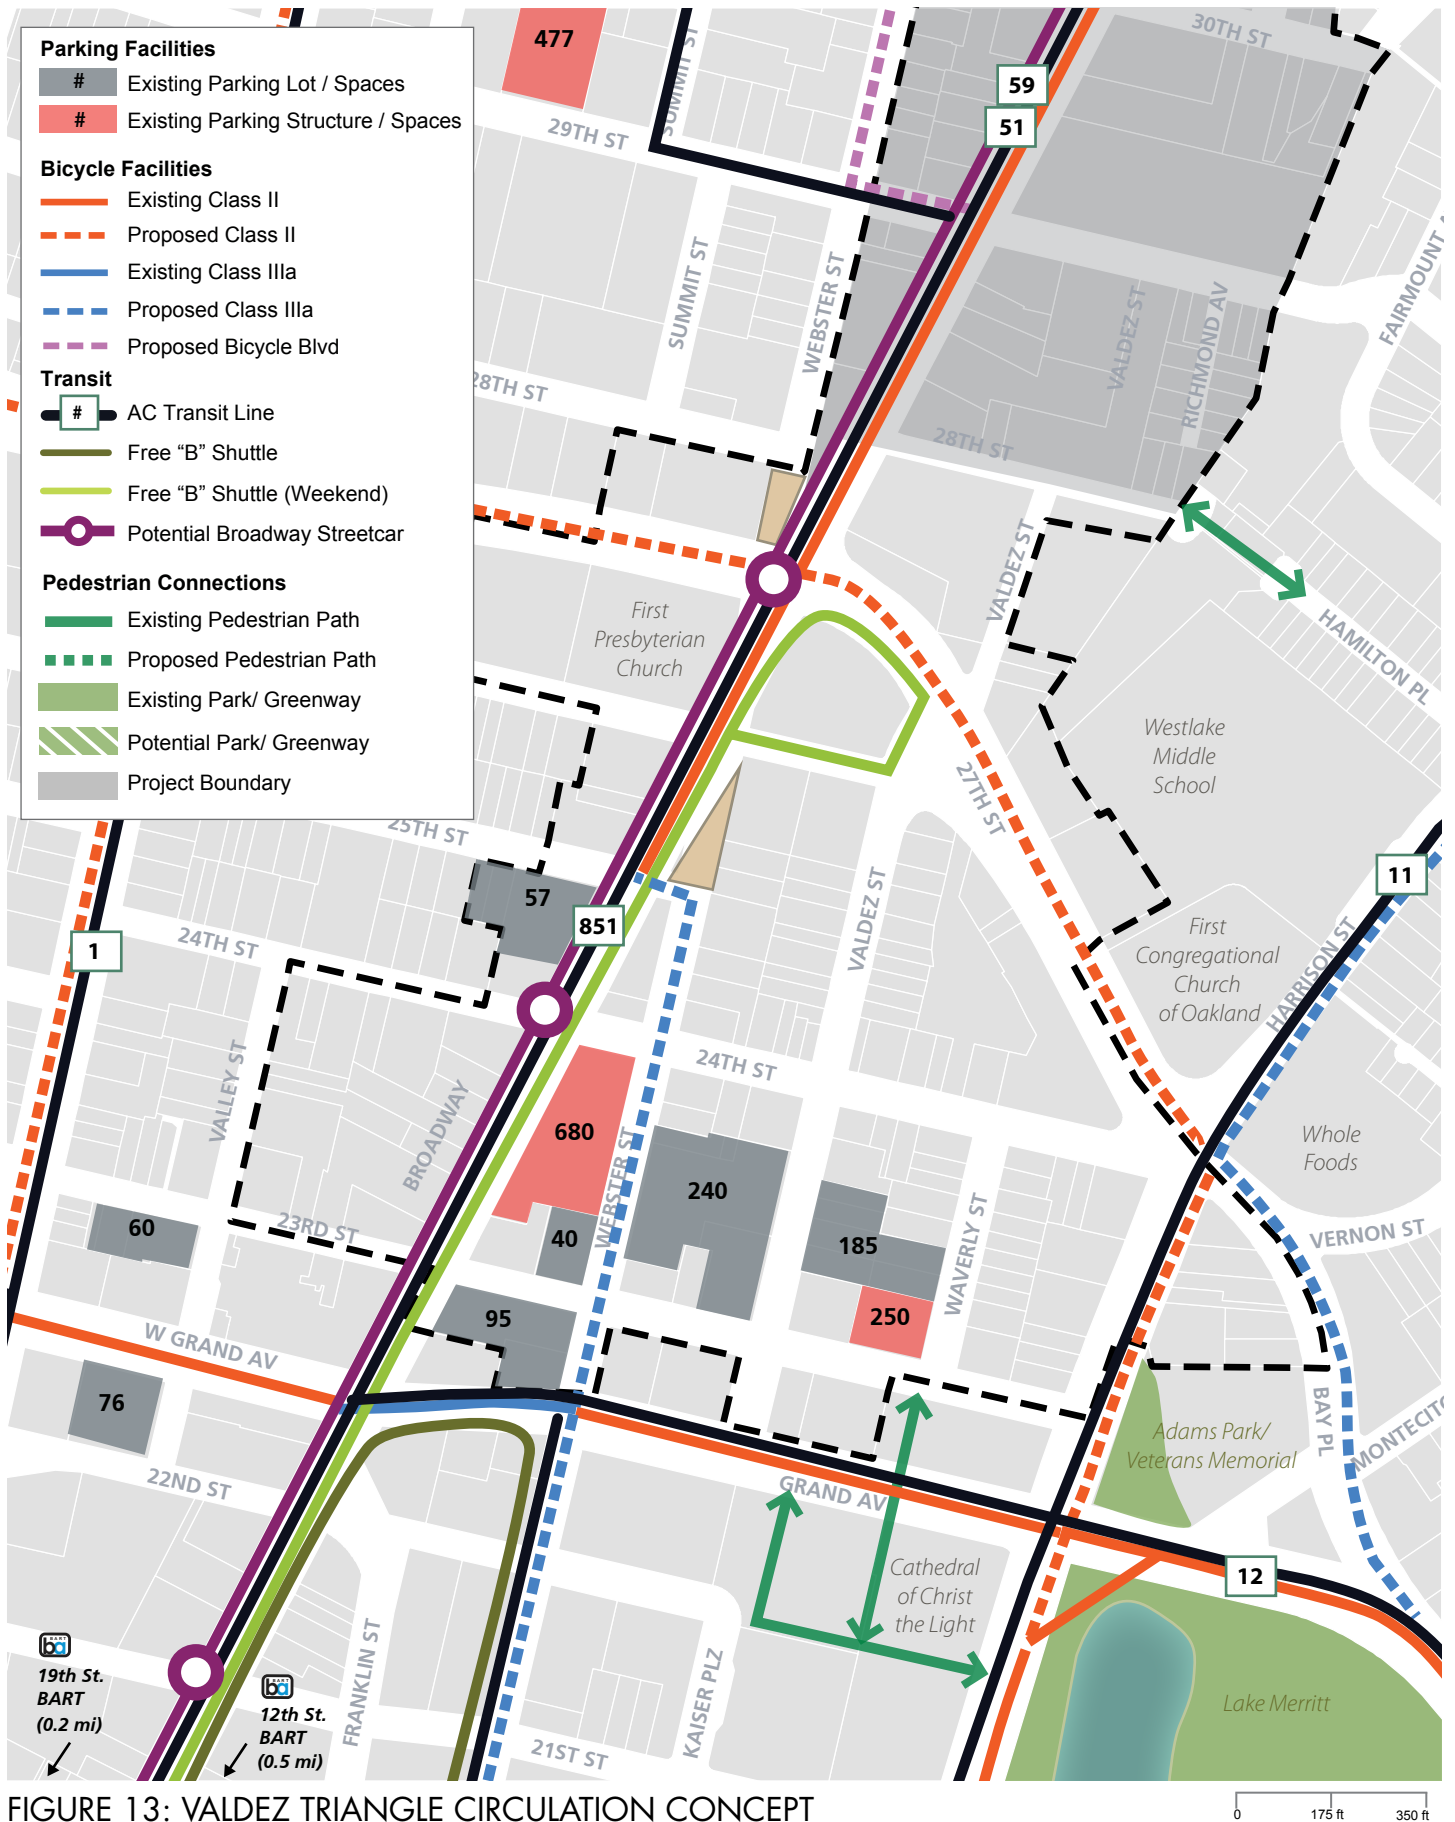 Parking Facilities
# Existing Parking Lot / Spaces
# Existing Parking Structure / Spaces
Bicycle Facilities
Existing Class II
Proposed Class II
Existing Class IIIa
Proposed Class IIIa
Proposed Bicycle Blvd
Transit
# AC Transit Line
Free “B” Shuttle
Free “B” Shuttle (Weekend)
Potential Broadway Streetcar
Pedestrian Connections
Existing Pedestrian Path
Proposed Pedestrian Path
Existing Park/ Greenway
Potential Park/ Greenway
Project Boundary
477
SUMMIT ST
29TH ST
30TH ST
59
51
SUMMIT ST
WEBSTER ST
VALDEZ ST
RICHMOND AV
FAIRMOUNT A
28TH ST
28TH ST
VALDEZ ST
HAMILTON PL
First
Presbyterian
Church
Westlake
Middle
School
27TH ST
25TH ST
57
851
VALDEZ ST
11
1
24TH ST
First
Congregational
Church
of Oakland
HARRISON ST
VALLEY ST
BROADWAY
24TH ST
680
WEBSTER ST
240
Whole
Foods
60
23RD ST
40
185
WAVERLY ST
VERNON ST
95
250
W GRAND AV
76
BAY PL
MONTECITO
Adams Park/
Veterans Memorial
22ND ST
GRAND AV
Cathedral
of Christ
the Light
12
FRANKLIN ST
KAISER PLZ
BART
ba
19th St.
BART
(0.2 mi)
BART
ba
12th St.
BART
(0.5 mi)
21ST ST
Lake Merritt
FIGURE 13: VALDEZ TRIANGLE CIRCULATION CONCEPT
0 175 ft 350 ft